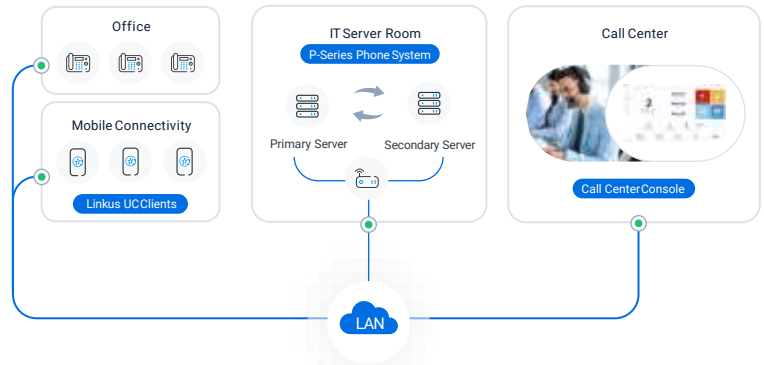 Office
Mobile Connectivity
Linkus UC Clients
IT Server Room
P-Series Phone System
Primary Server
Secondary Server
LAN
Call Center
Call Center Console